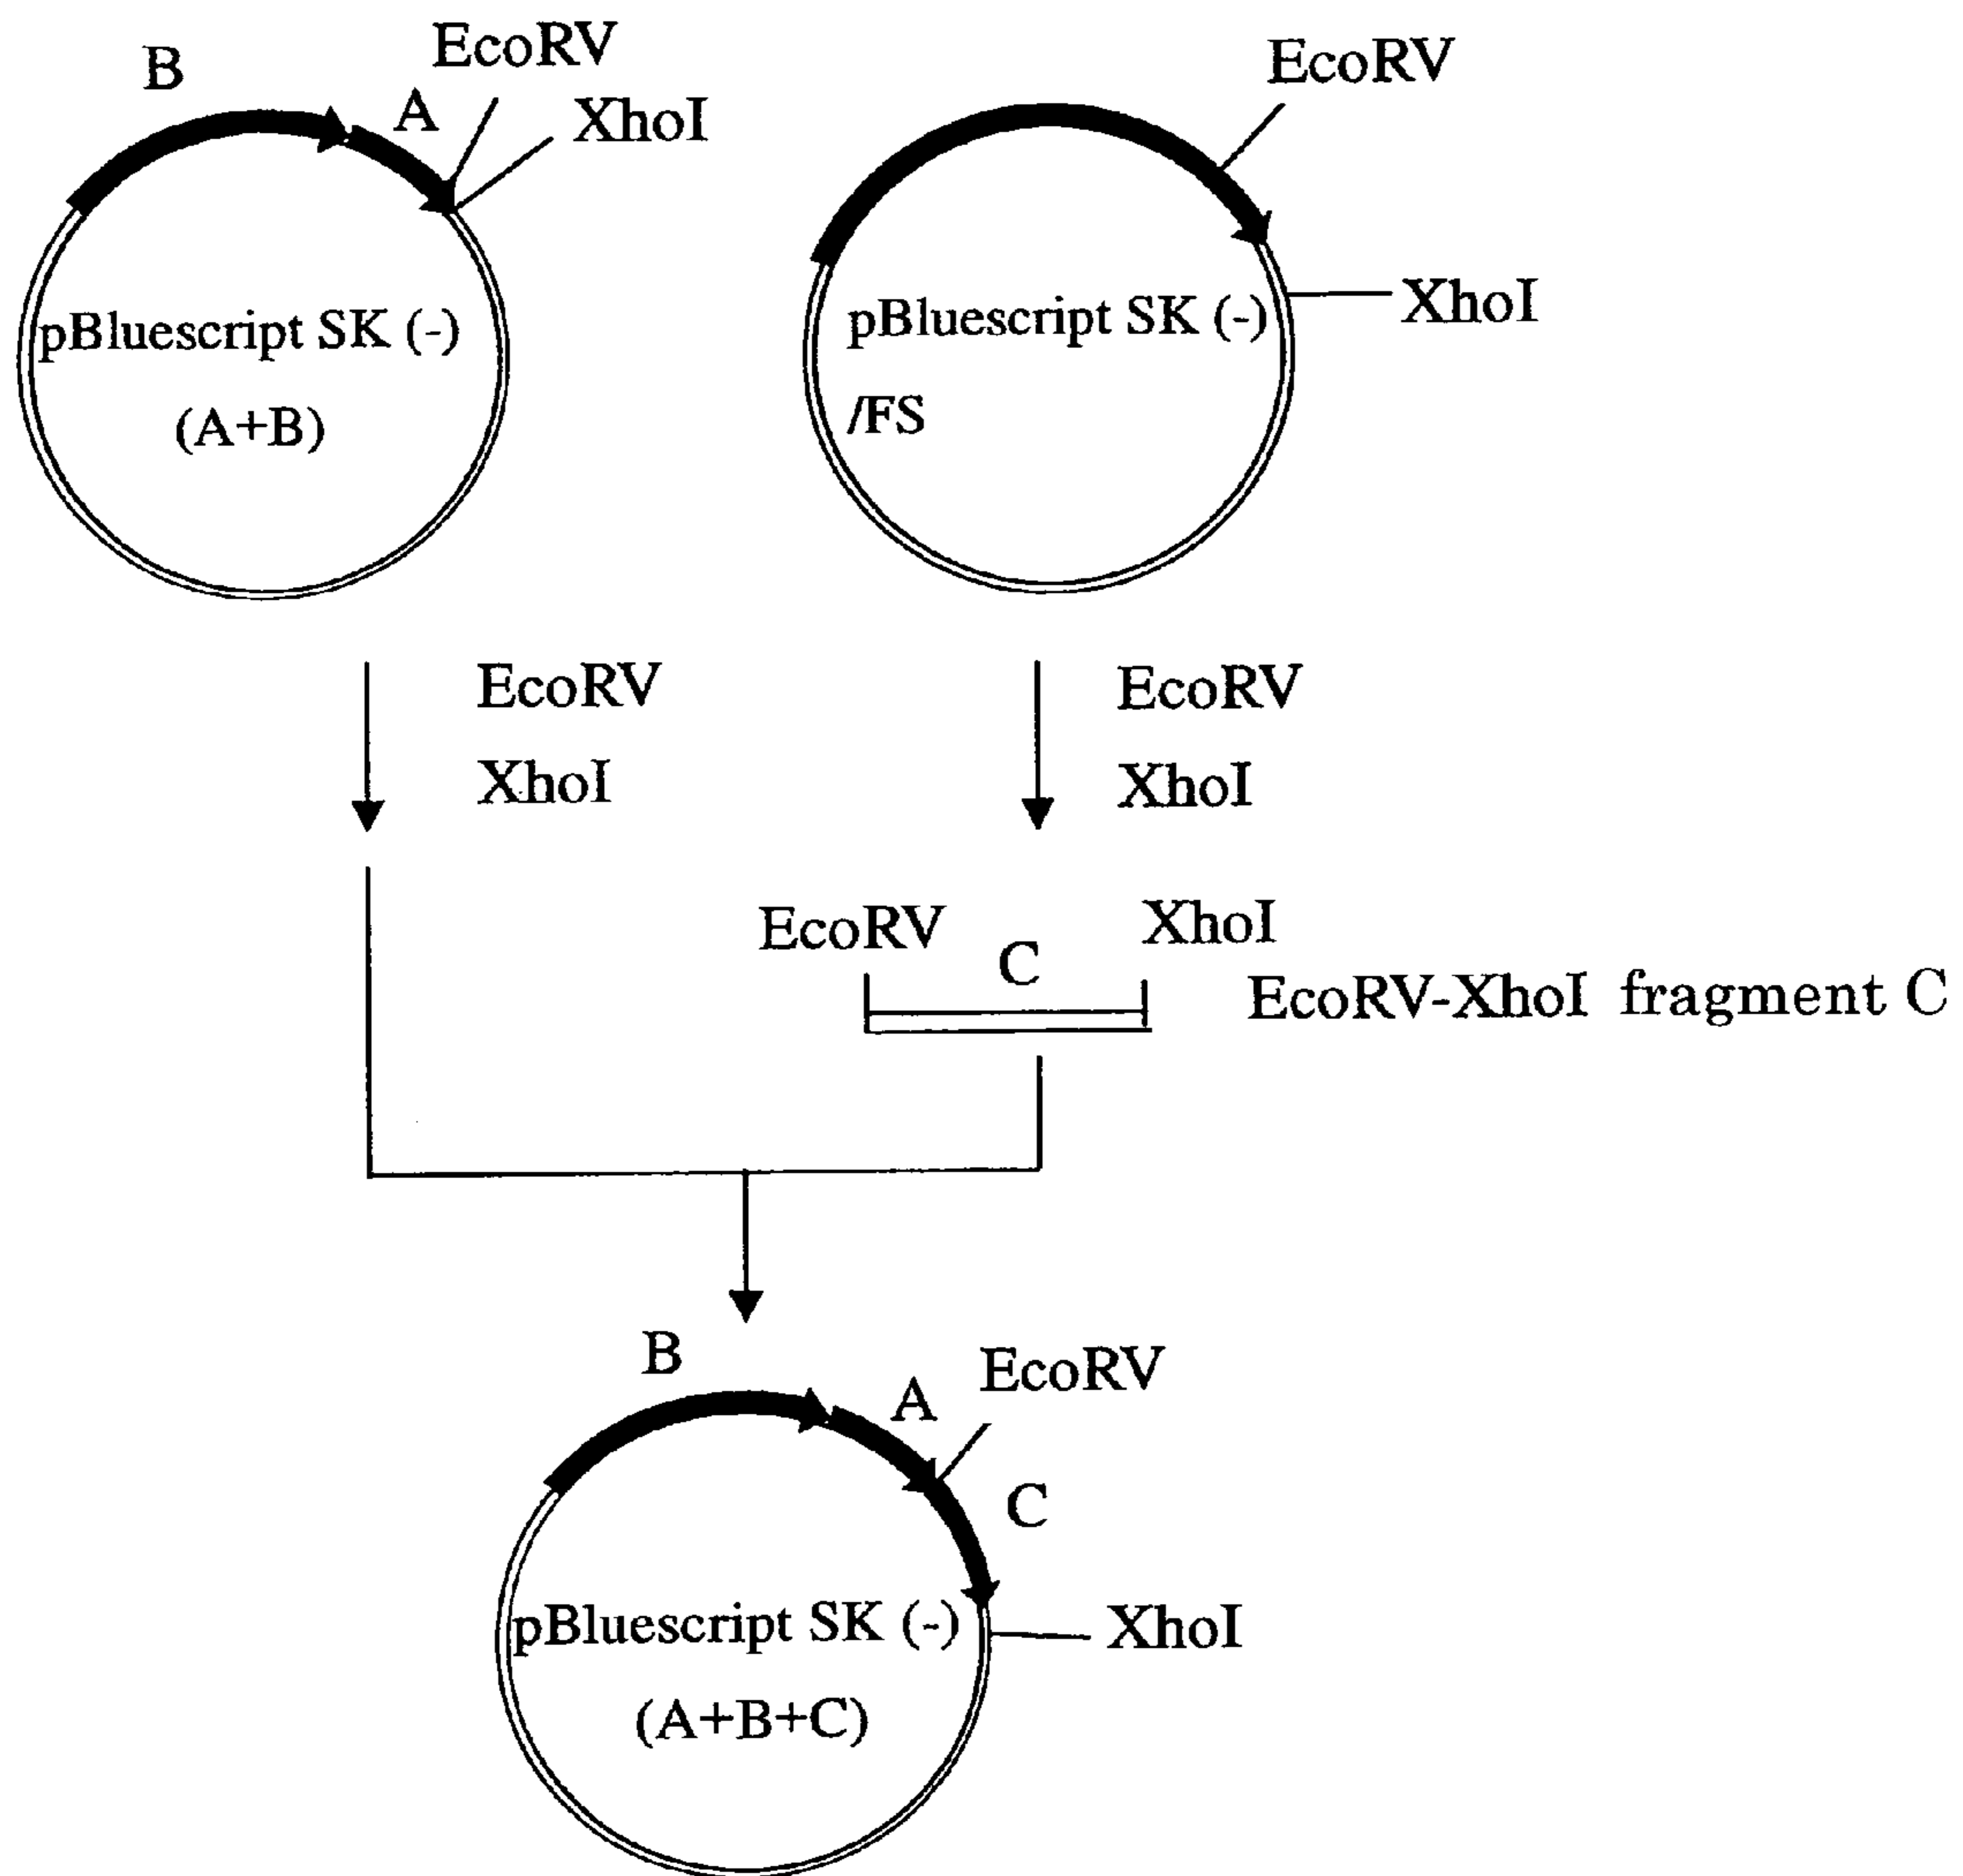 B
EcoRV
A
XhoI
EcoRV
XhoI
pBluescript SK (-)
(A+B)
pBluescript SK (-)
/FS
EcoRV
XhoI
EcoRV
XhoI
EcoRV
C
XhoI
EcoRV-XhoI fragment C
B
A
EcoRV
C
XhoI
pBluescript SK (-)
(A+B+C)